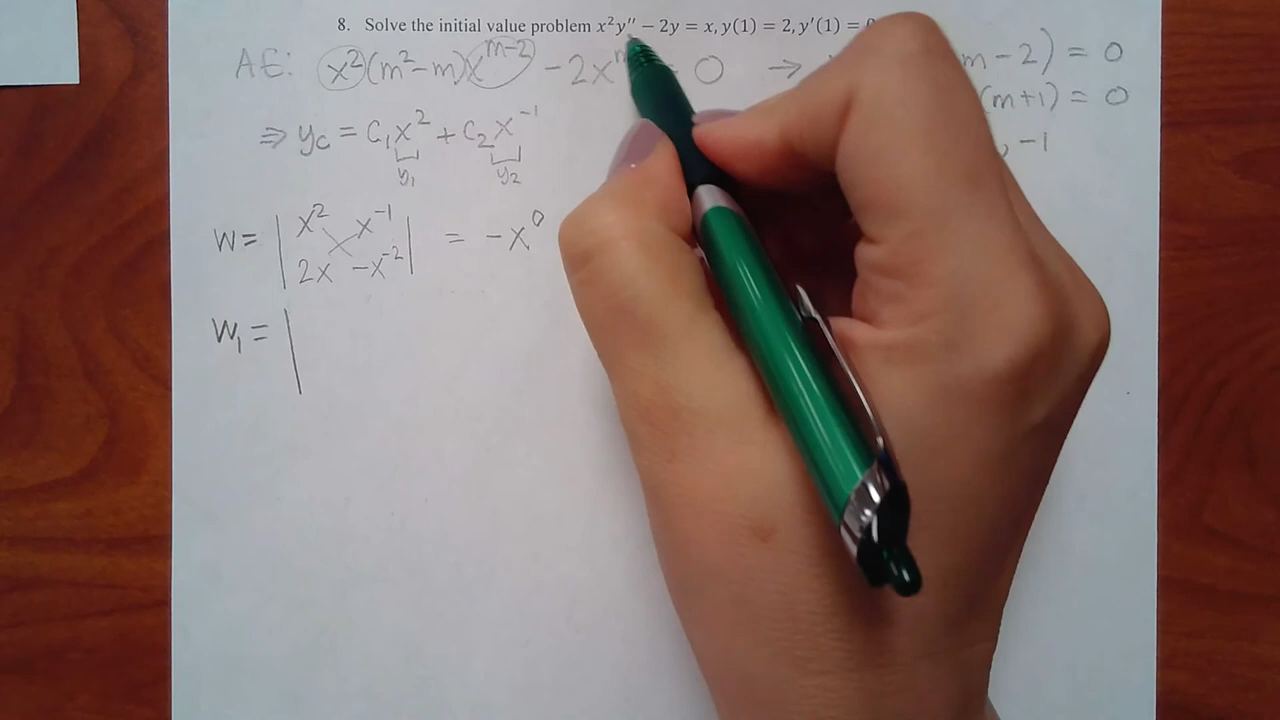 8. Solve the initial value problem x²y″ − 2y = x, y(1) = 2, y′(1) =
AE: x²(m²−m)x^{m−2} − 2x^m = 0 → m−2) = 0
(m+1) = 0
⇒ y_c = C₁x² + C₂x⁻¹ , −1
y₁ y₂
W = | x² x⁻¹ | = −x⁰
2x −x⁻²
W₁ = |